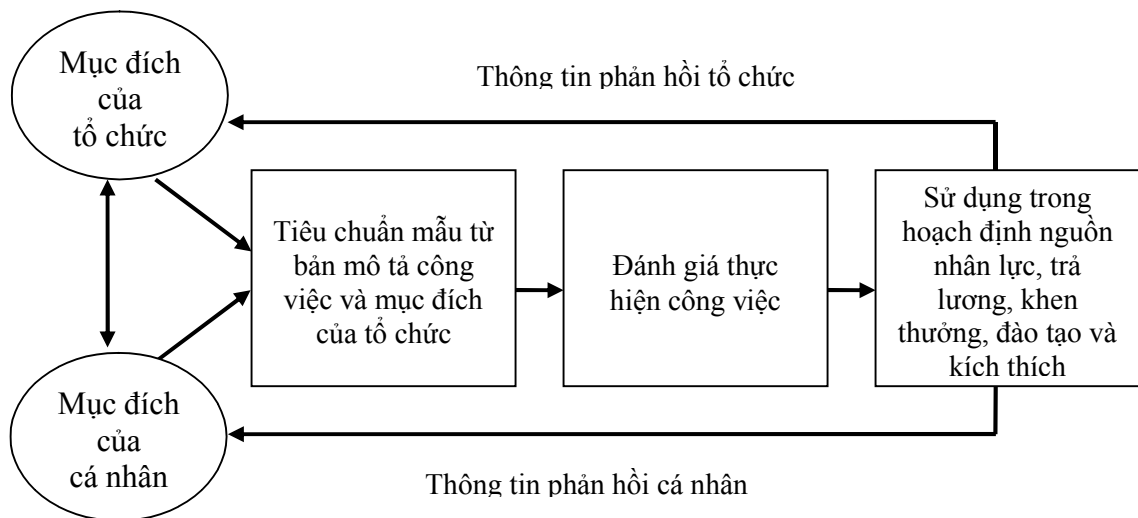 Mục đích
của
tổ chức
Thông tin phản hồi tổ chức
Tiêu chuẩn mẫu từ
bản mô tả công
việc và mục đích
của tổ chức
Đánh giá thực
hiện công việc
Sử dụng trong
hoạch định nguồn
nhân lực, trả
lương, khen
thưởng, đào tạo và
kích thích
Mục đích
của
cá nhân
Thông tin phản hồi cá nhân